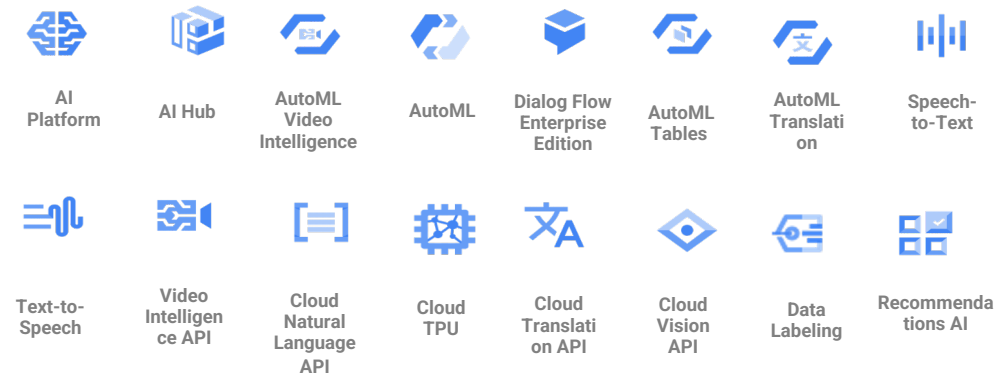 AI
Platform
AI Hub
AutoML
Video
Intelligence
AutoML
Dialog Flow
Enterprise
Edition
AutoML
Tables
AutoML
Translati
on
Speech-
to-Text
Text-to-
Speech
Video
Intelligen
ce API
Cloud
Natural
Language
API
Cloud
TPU
Cloud
Translati
on API
Cloud
Vision
API
Data
Labeling
Recommenda
tions AI